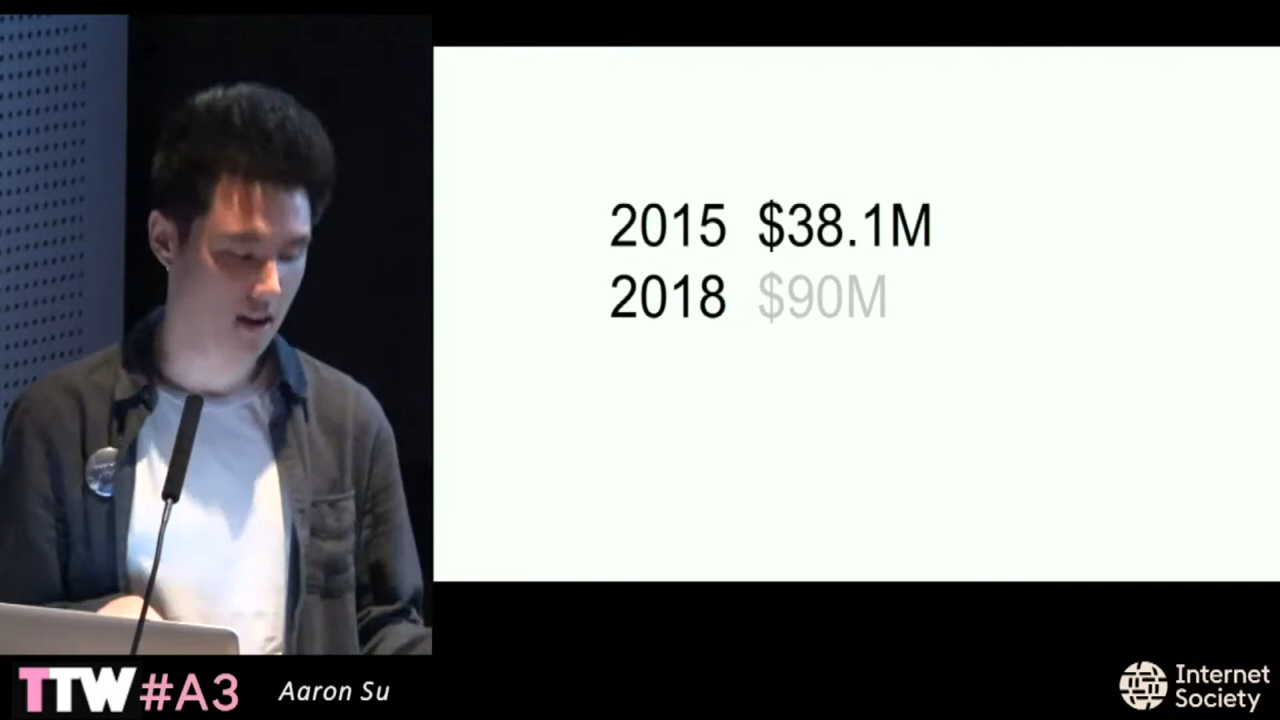 2015 $38.1M
2018 $90M
TTW #A3 Aaron Su
Internet
Society